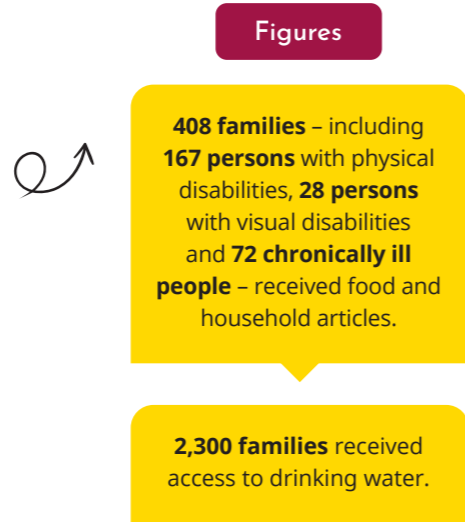 Figures
408 families – including
167 persons with physical
disabilities, 28 persons
with visual disabilities
and 72 chronically ill
people – received food and
household articles.
2,300 families received
access to drinking water.